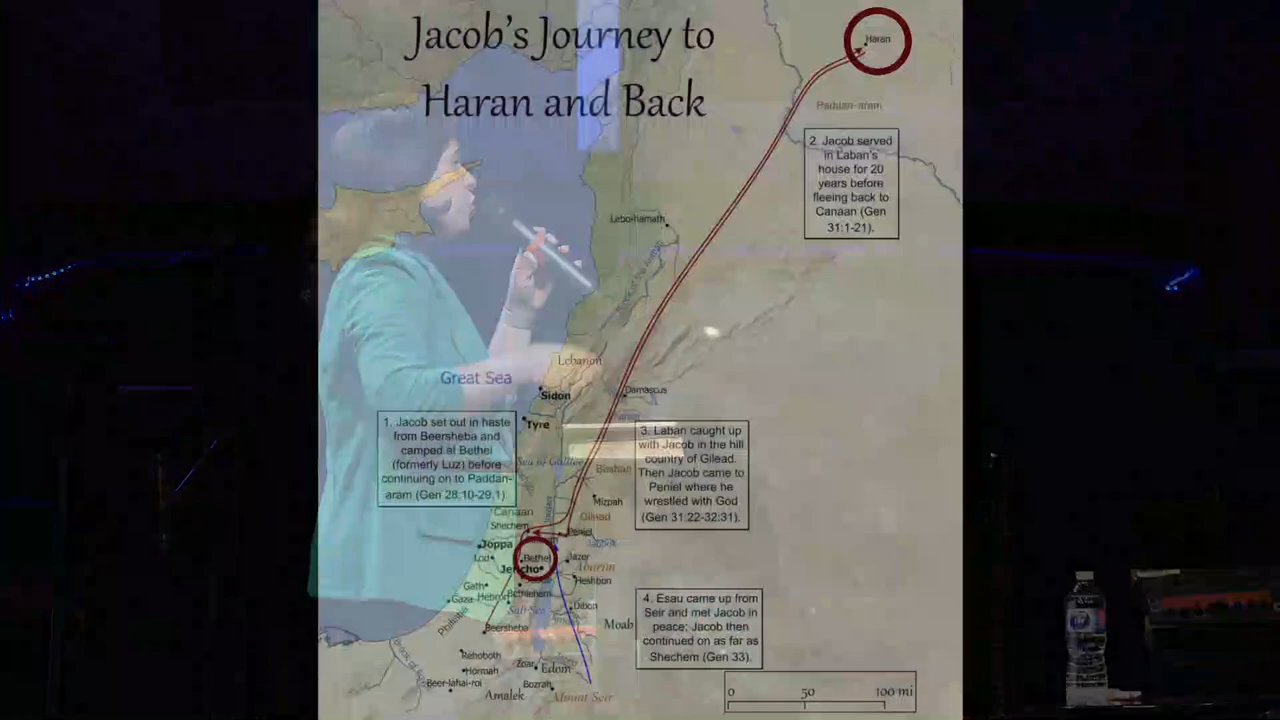 Jacob's Journey to
Haran and Back
Haran
Paddan-aram
2. Jacob served
in Laban's
house for 20
years before
fleeing back to
Canaan (Gen
31:1-21).
Lebo-hamath
Lebanon
Great Sea
Sidon
Damascus
Tyre
1. Jacob set out in haste
from Beersheba and
camped at Bethel
(formerly Luz) before
continuing on to Paddan-
aram (Gen 28:10-29:1).
3. Laban caught up
with Jacob in the hill
country of Gilead.
Then Jacob came to
Peniel where he
wrestled with God
(Gen 31:22-32:31).
Sea of Galilee
Bashan
Mizpah
Canaan
Gilead
Shechem
Peniel
Jabbok
Joppa
Lod
Bethel
Jazer
Jericho
Abarim
Heshbon
Gath
Gaza
Hebron
Bethlehem
Salt Sea
Dibon
Philistia
Beersheba
Moab
4. Esau came up from
Seir and met Jacob in
peace; Jacob then
continued on as far as
Shechem (Gen 33).
Rehoboth
Hormah
Zoar
Edom
Beer-lahai-roi
Bozrah
Amalek
Mount Seir
0 50 100 mi